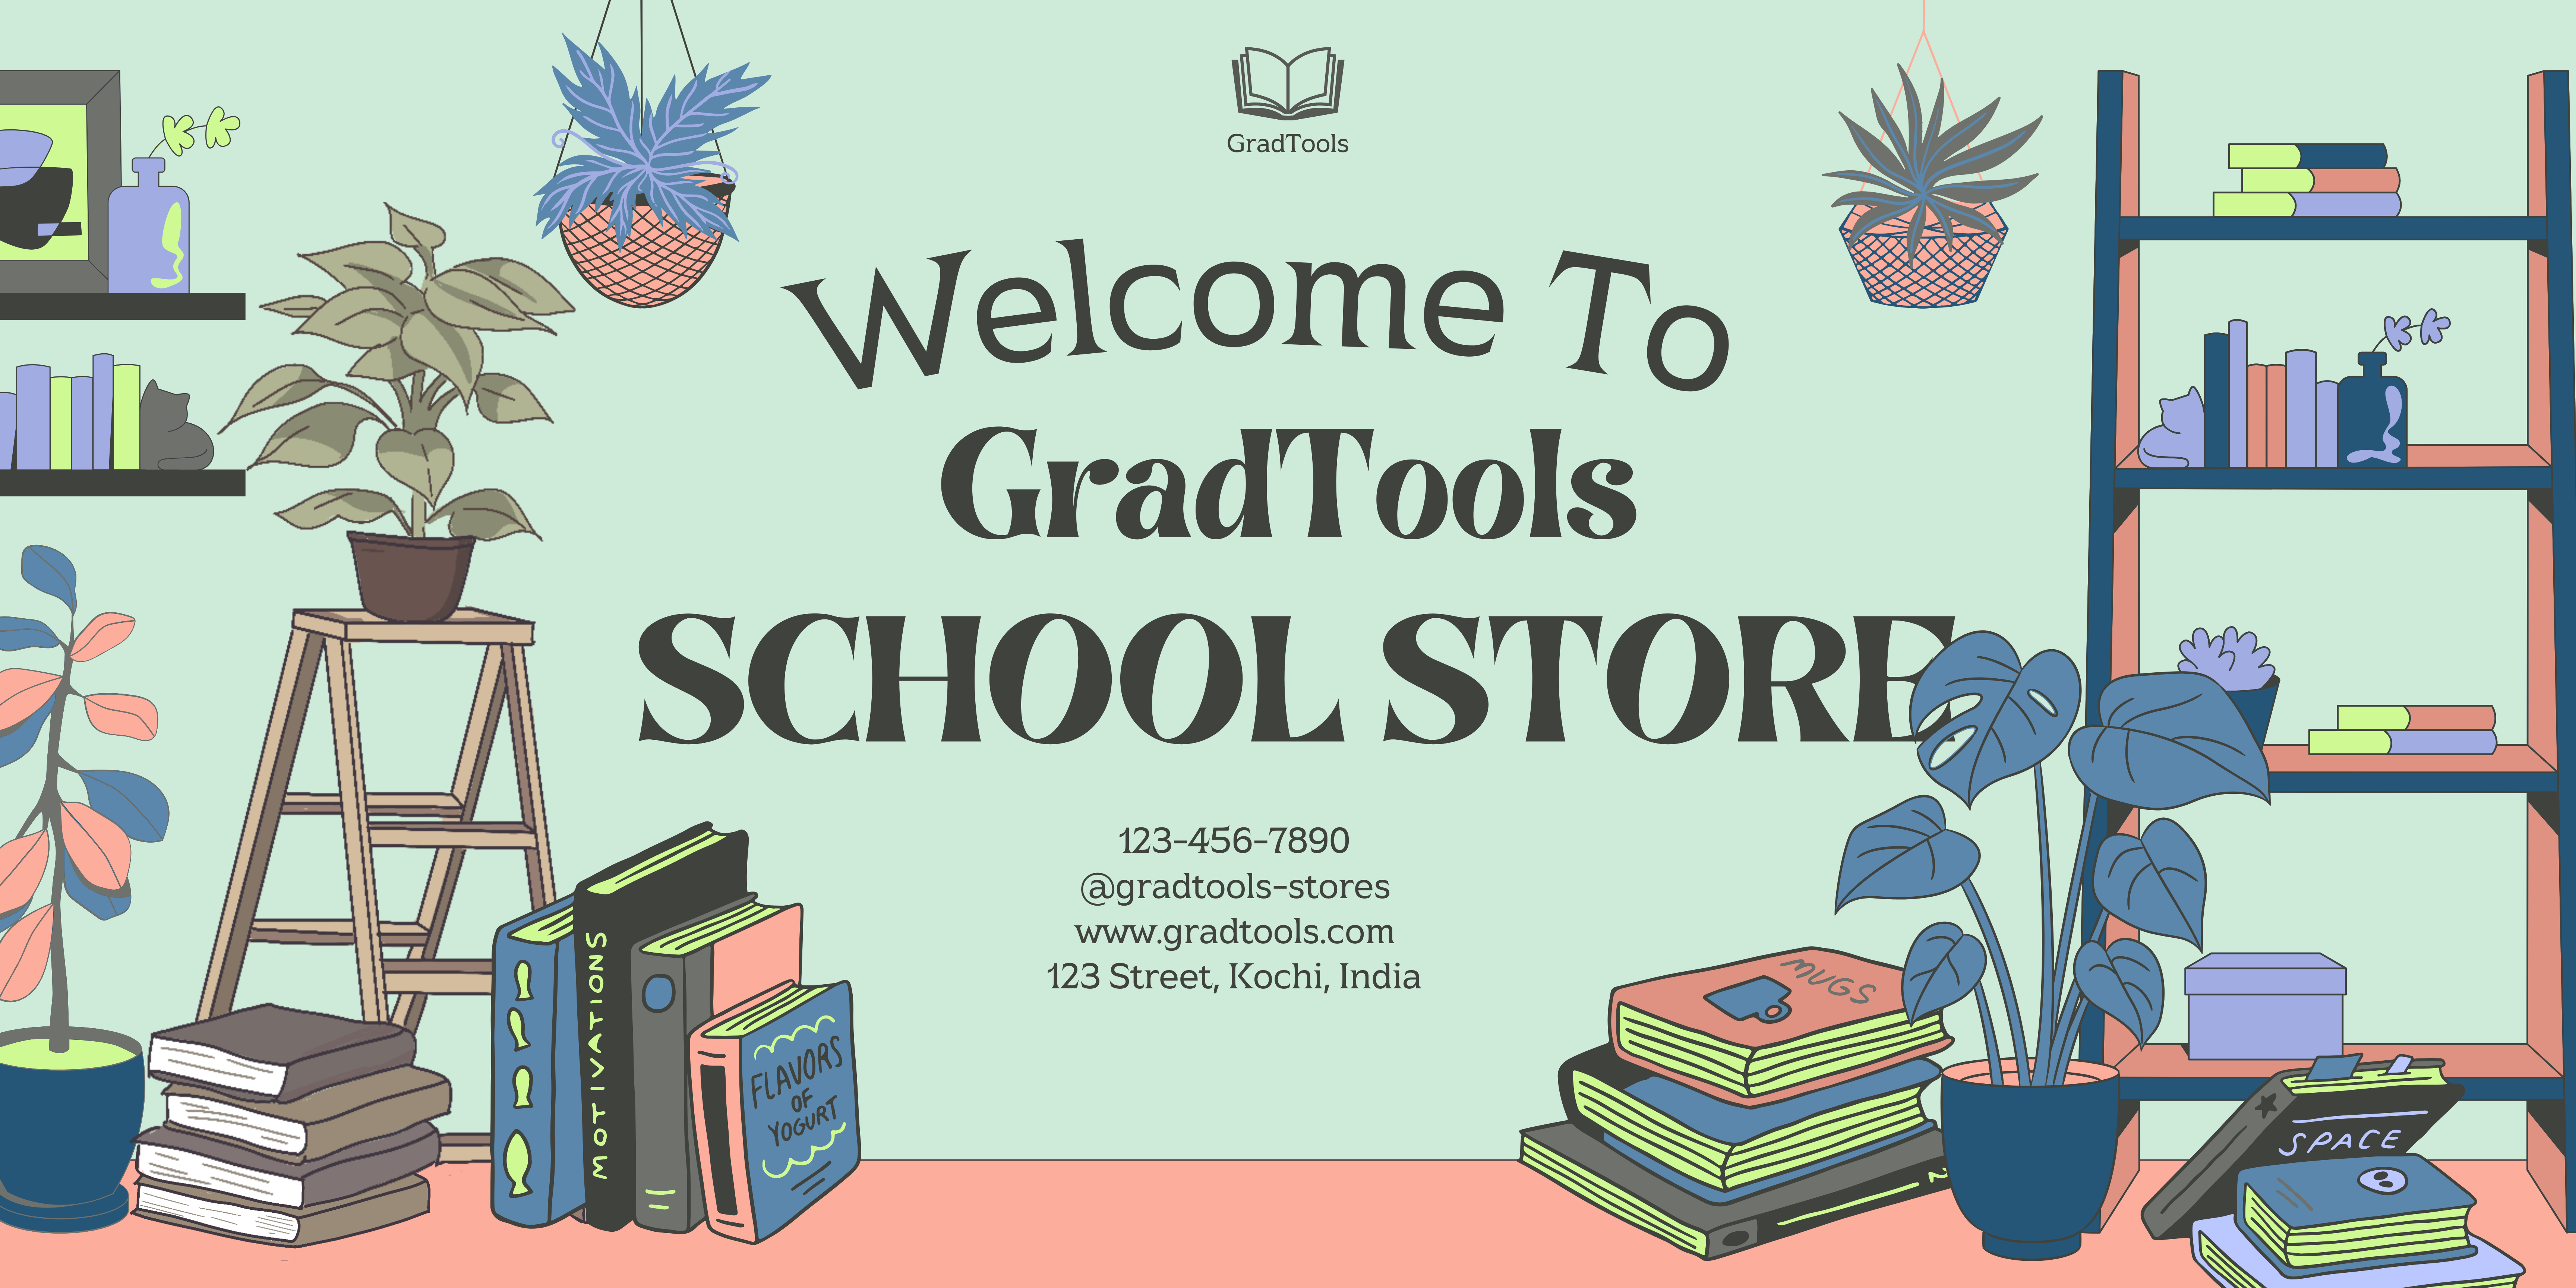 GradTools
Welcome To
GradTools
SCHOOL STORE
123-456-7890
@gradtools-stores
www.gradtools.com
123 Street, Kochi, India
MOTIVATIONS
FLAVORS
OF
YOGURT
MUGS
SPACE